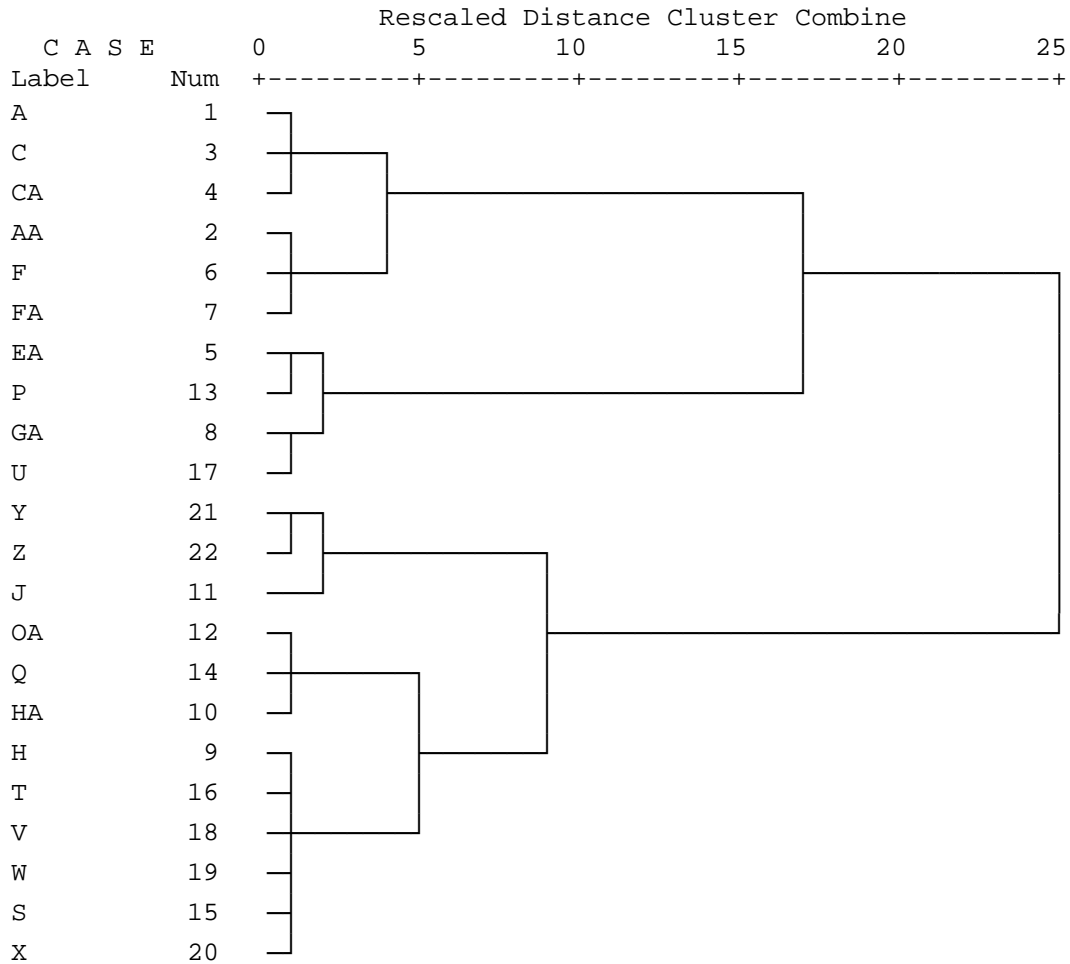 Rescaled Distance Cluster Combine
C A S E 0 5 10 15 20 25
Label Num +---------+---------+---------+---------+---------+
A 1
C 3
CA 4
AA 2
F 6
FA 7
EA 5
P 13
GA 8
U 17
Y 21
Z 22
J 11
OA 12
Q 14
HA 10
H 9
T 16
V 18
W 19
S 15
X 20